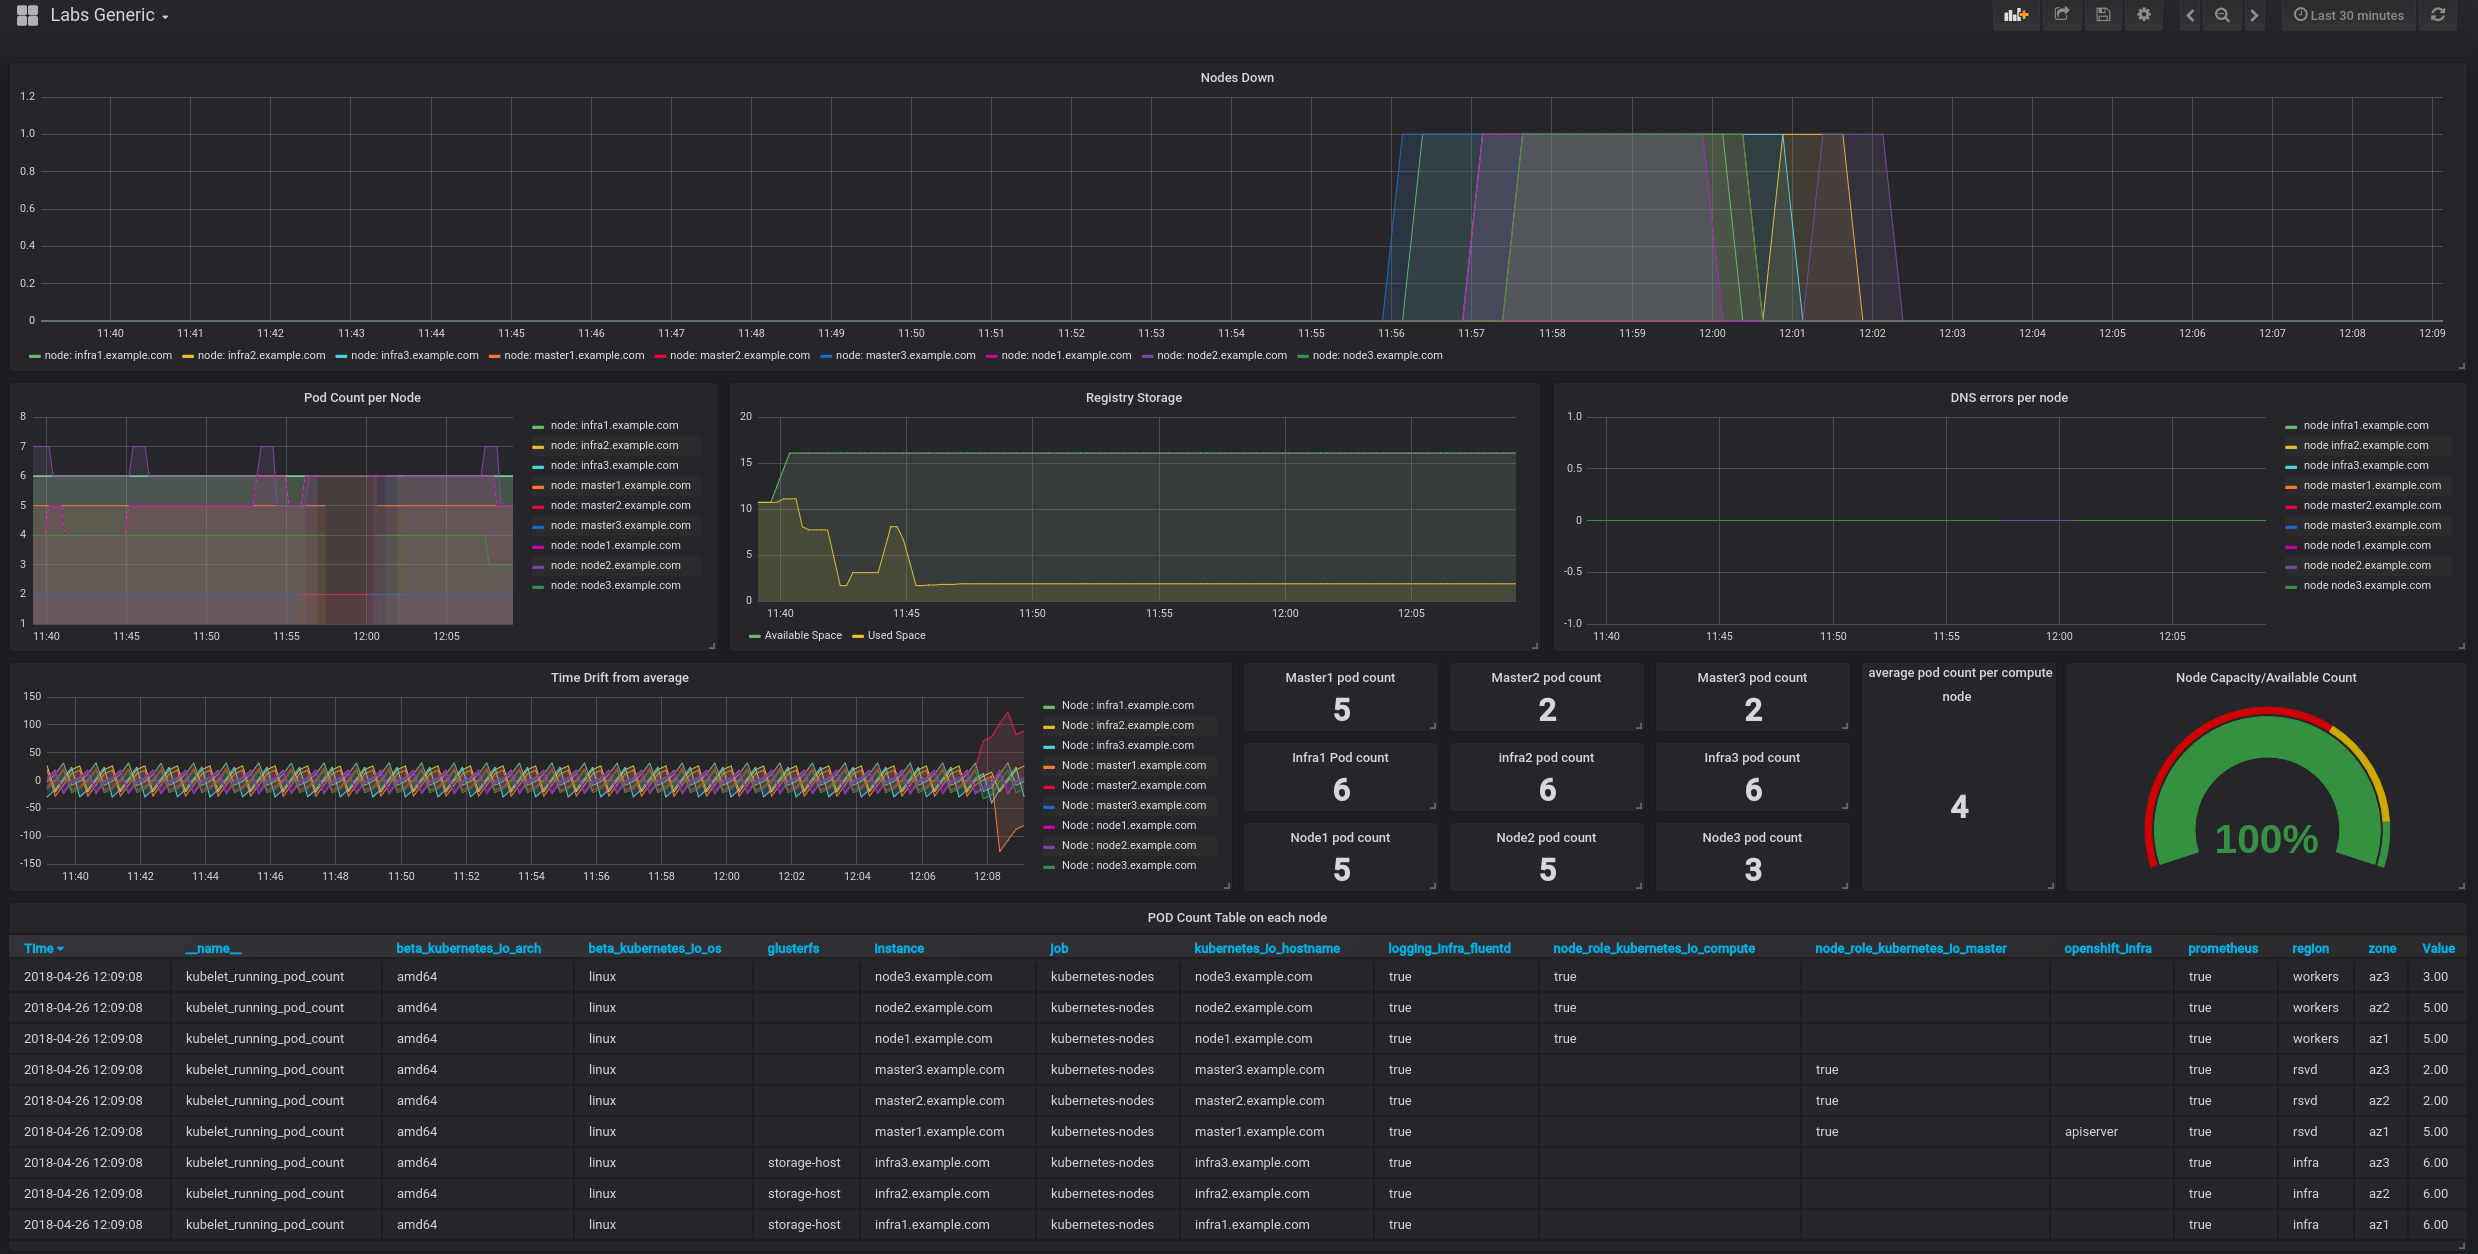 Labs Generic
Last 30 minutes
Nodes Down
1.2
1.0
0.8
0.6
0.4
0.2
0
11:40 11:41 11:42 11:43 11:44 11:45 11:46 11:47 11:48 11:49 11:50 11:51 11:52 11:53 11:54 11:55 11:56 11:57 11:58 11:59 12:00 12:01 12:02 12:03 12:04 12:05 12:06 12:07 12:08 12:09
node: infra1.example.com node: infra2.example.com node: infra3.example.com node: master1.example.com node: master2.example.com node: master3.example.com node: node1.example.com node: node2.example.com node: node3.example.com
Pod Count per Node
8
7
6
5
4
3
2
1
11:40 11:45 11:50 11:55 12:00 12:05
node: infra1.example.com
node: infra2.example.com
node: infra3.example.com
node: master1.example.com
node: master2.example.com
node: master3.example.com
node: node1.example.com
node: node2.example.com
node: node3.example.com
Registry Storage
20
15
10
5
0
11:40 11:45 11:50 11:55 12:00 12:05
Available Space Used Space
DNS errors per node
1.0
0.5
0
-0.5
-1.0
11:40 11:45 11:50 11:55 12:00 12:05
node infra1.example.com
node infra2.example.com
node infra3.example.com
node master1.example.com
node master2.example.com
node master3.example.com
node node1.example.com
node node2.example.com
node node3.example.com
Time Drift from average
150
100
50
0
-50
-100
-150
11:40 11:42 11:44 11:46 11:48 11:50 11:52 11:54 11:56 11:58 12:00 12:02 12:04 12:06 12:08
Node : infra1.example.com
Node : infra2.example.com
Node : infra3.example.com
Node : master1.example.com
Node : master2.example.com
Node : master3.example.com
Node : node1.example.com
Node : node2.example.com
Node : node3.example.com
Master1 pod count
5
Master2 pod count
2
Master3 pod count
2
Infra1 Pod count
6
infra2 pod count
6
Infra3 pod count
6
Node1 pod count
5
Node2 pod count
5
Node3 pod count
3
average pod count per compute
node
4
Node Capacity/Available Count
100%
POD Count Table on each node
Time __name__ beta_kubernetes_io_arch beta_kubernetes_io_os glusterfs instance job kubernetes_io_hostname logging_infra_fluentd node_role_kubernetes_io_compute node_role_kubernetes_io_master openshift_infra prometheus region zone Value
2018-04-26 12:09:08 kubelet_running_pod_count amd64 linux node3.example.com kubernetes-nodes node3.example.com true true true workers az3 3.00
2018-04-26 12:09:08 kubelet_running_pod_count amd64 linux node2.example.com kubernetes-nodes node2.example.com true true true workers az2 5.00
2018-04-26 12:09:08 kubelet_running_pod_count amd64 linux node1.example.com kubernetes-nodes node1.example.com true true true workers az1 5.00
2018-04-26 12:09:08 kubelet_running_pod_count amd64 linux master3.example.com kubernetes-nodes master3.example.com true true true rsvd az3 2.00
2018-04-26 12:09:08 kubelet_running_pod_count amd64 linux master2.example.com kubernetes-nodes master2.example.com true true true rsvd az2 2.00
2018-04-26 12:09:08 kubelet_running_pod_count amd64 linux master1.example.com kubernetes-nodes master1.example.com true true apiserver true rsvd az1 5.00
2018-04-26 12:09:08 kubelet_running_pod_count amd64 linux storage-host infra3.example.com kubernetes-nodes infra3.example.com true true infra az3 6.00
2018-04-26 12:09:08 kubelet_running_pod_count amd64 linux storage-host infra2.example.com kubernetes-nodes infra2.example.com true true infra az2 6.00
2018-04-26 12:09:08 kubelet_running_pod_count amd64 linux storage-host infra1.example.com kubernetes-nodes infra1.example.com true true infra az1 6.00